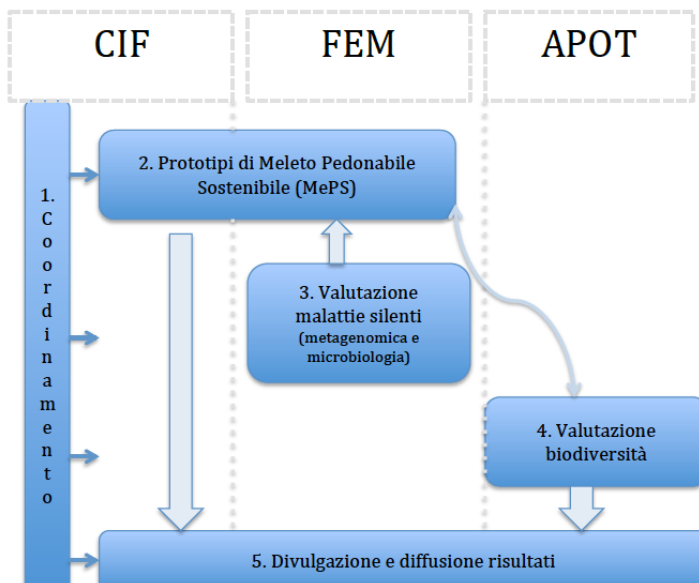 CIF
FEM
APOT
1. Coordinamento
2. Prototipi di Meleto Pedonabile
Sostenibile (MePS)
3. Valutazione
malattie silenti
(metagenomica e
microbiologia)
4. Valutazione
biodiversità
5. Divulgazione e diffusione risultati